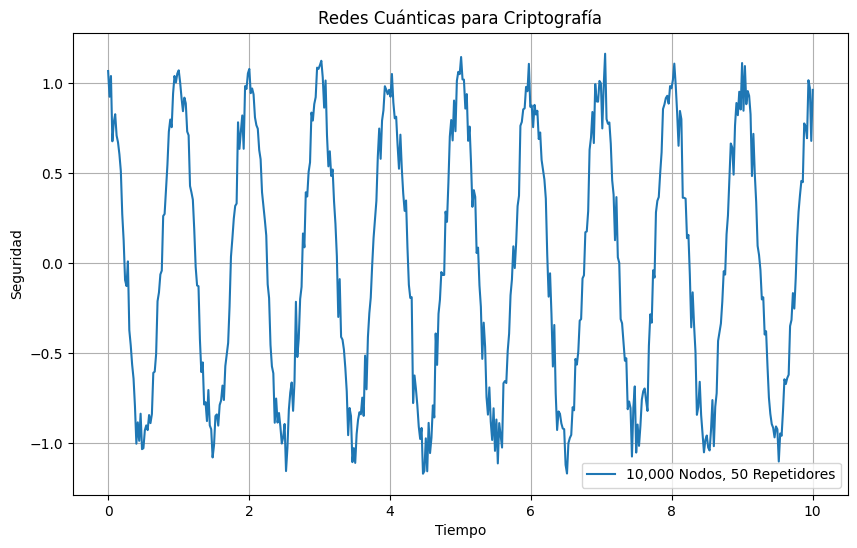 Redes Cuánticas para Criptografía
Seguridad
1.0
0.5
0.0
−0.5
−1.0
10,000 Nodos, 50 Repetidores
0 2 4 6 8 10
Tiempo